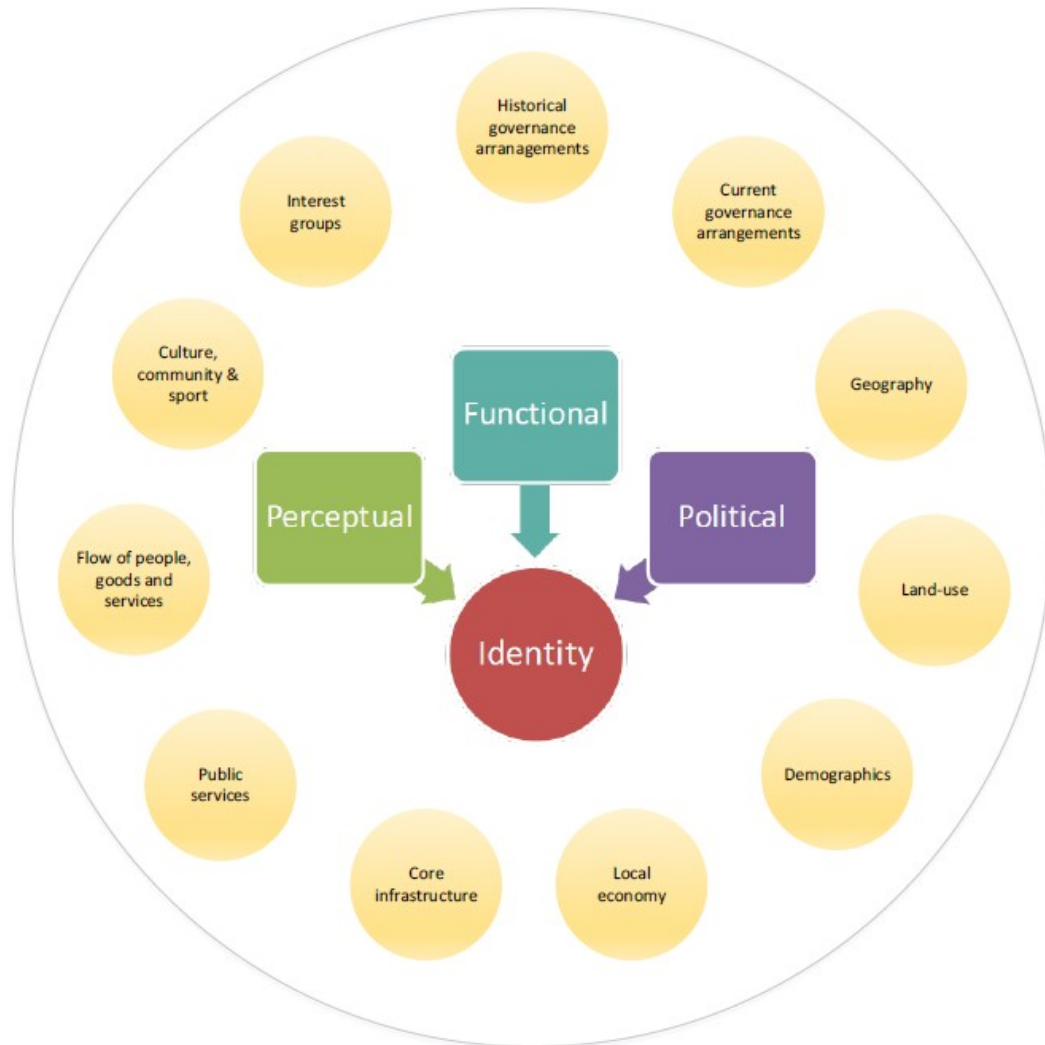 Historical
governance
arranagements
Current
governance
arrangements
Interest
groups
Geography
Culture,
community &
sport
Functional
Perceptual
Political
Flow of people,
goods and
services
Land-use
Identity
Demographics
Public
services
Core
infrastructure
Local
economy